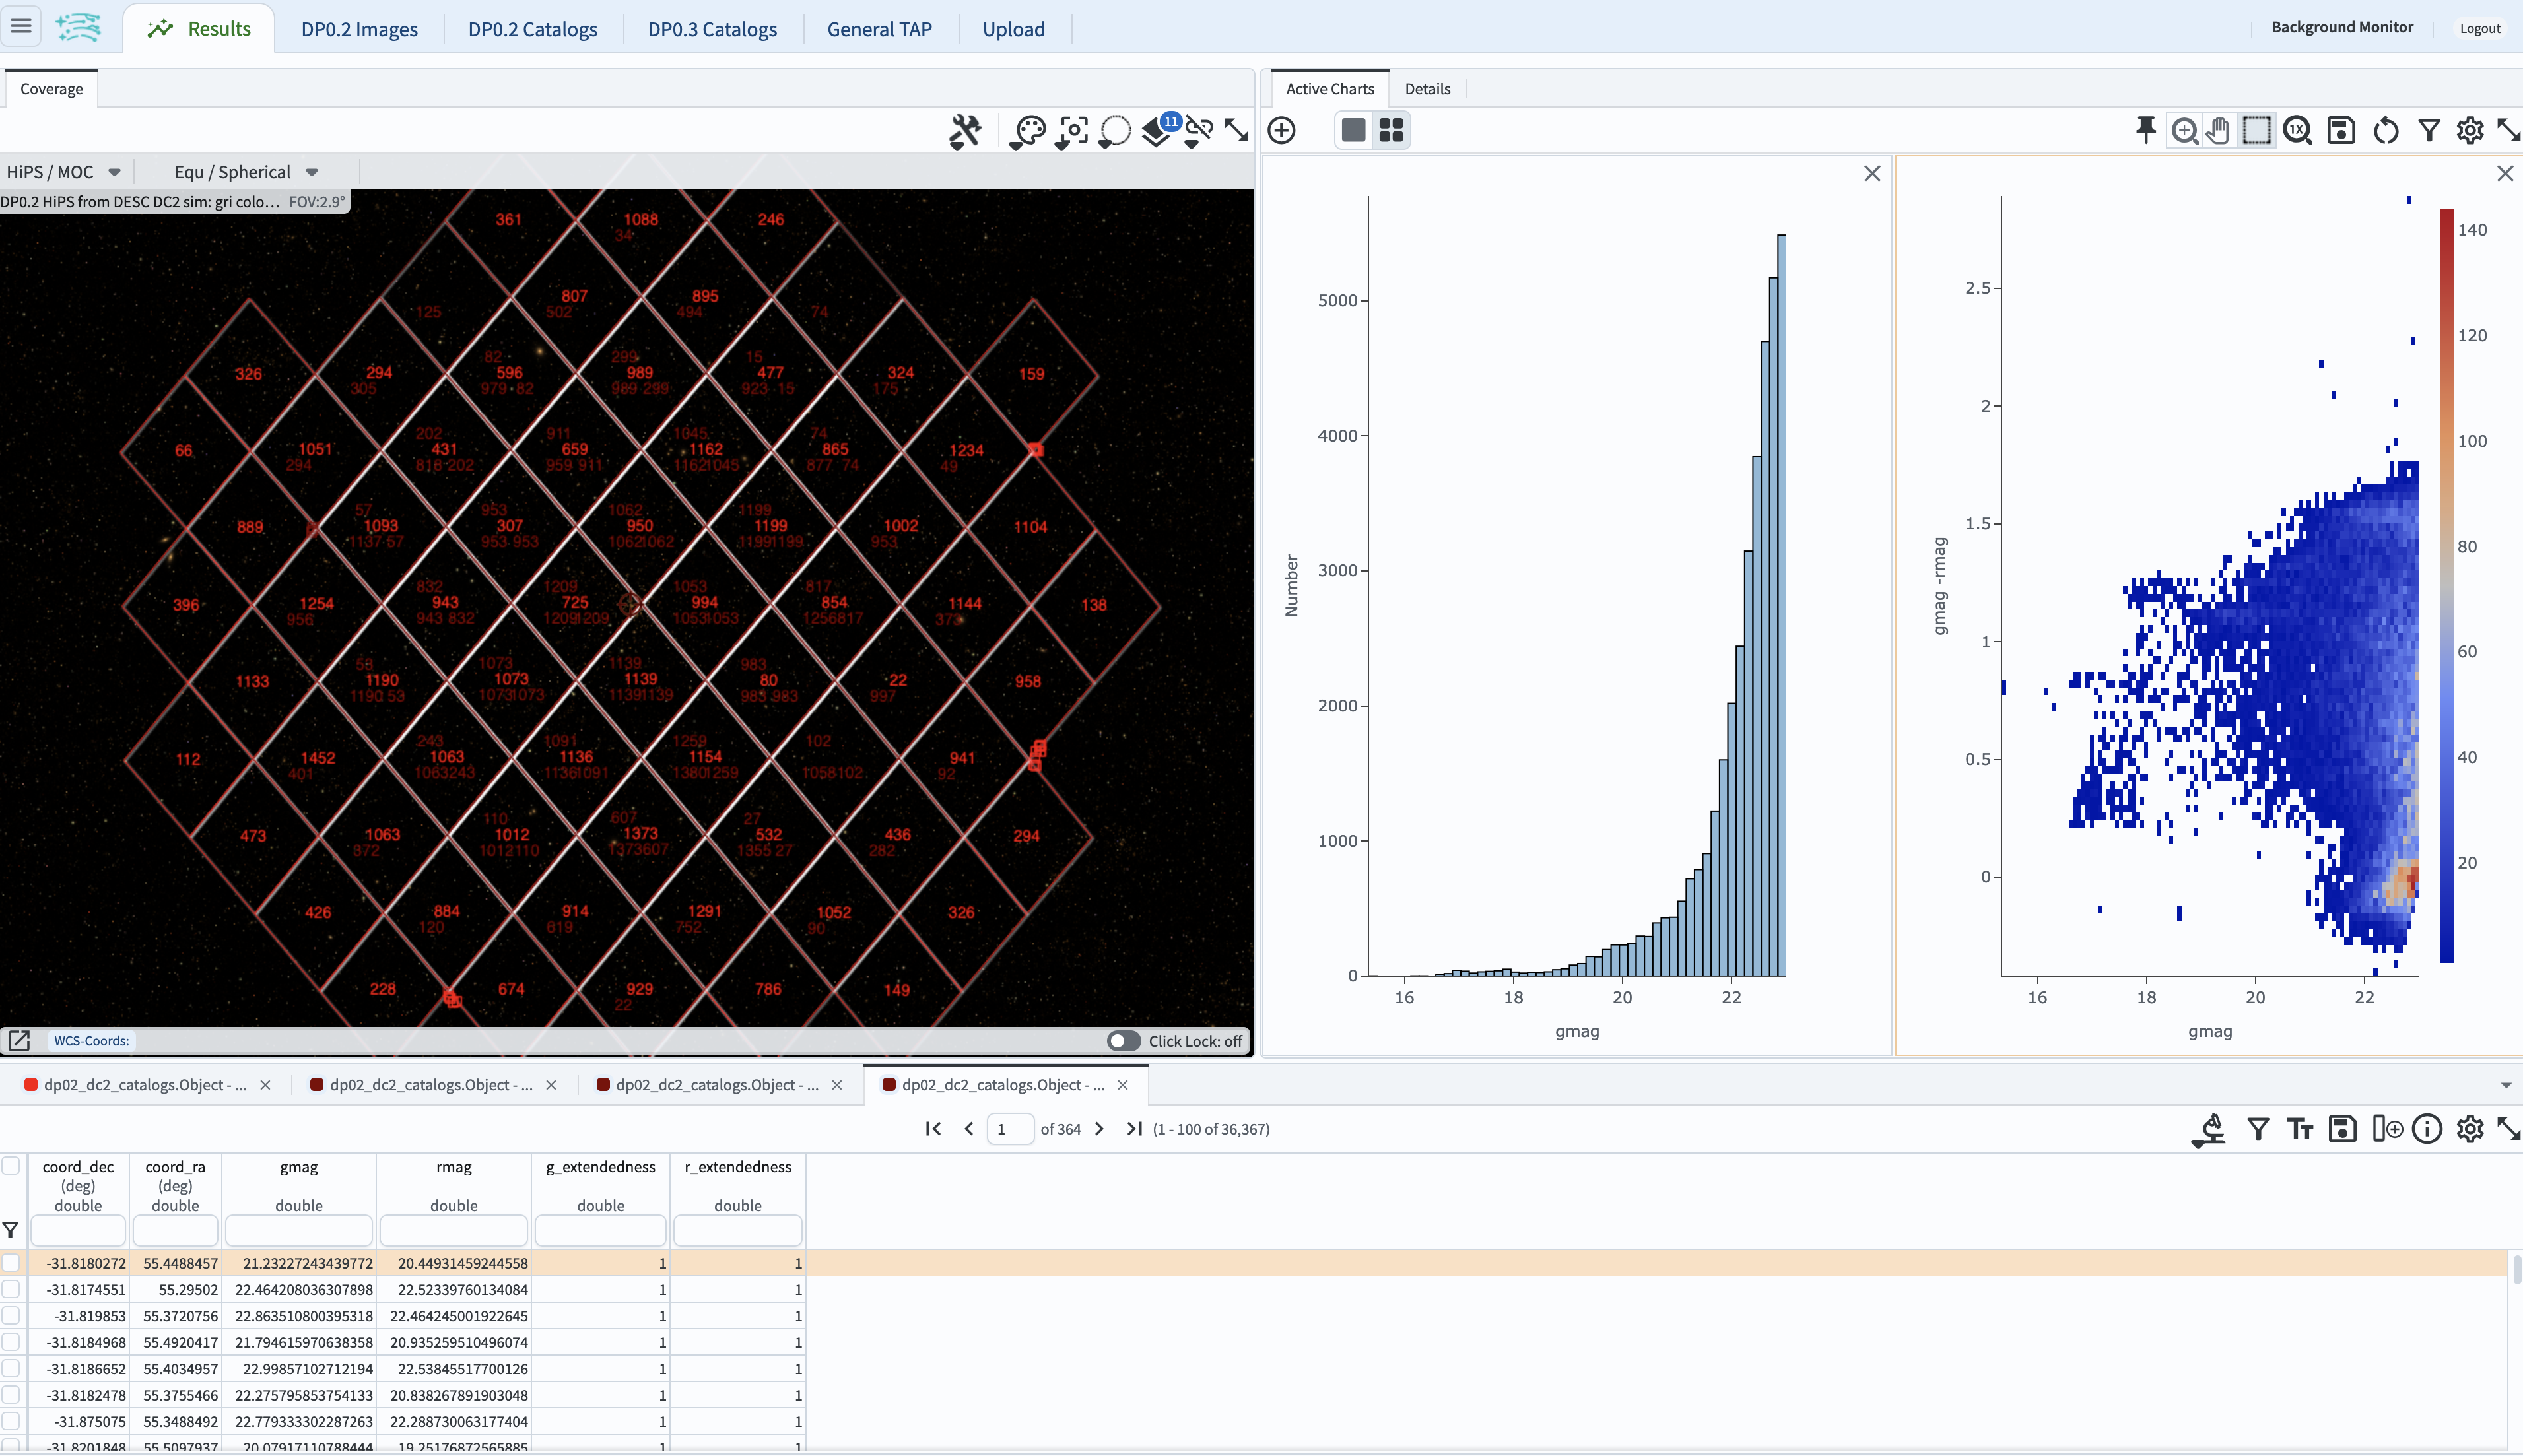 Results DP0.2 Images DP0.2 Catalogs DP0.3 Catalogs General TAP Upload Background Monitor Logout
Coverage
11
HiPS / MOC Equ / Spherical
DP0.2 HiPS from DESC DC2 sim: gri colo... FOV:2.9°
361 1088 246
34
807 895
125 502 494 74
82 299 15
326 294 596 989 477 324 159
305 979 82 989 299 923 15 175
202 911 1045 74
66 1051 431 659 1162 865 1234
294 818 202 959 911 1162 1045 877 74 49
57 953 1062 1199
889 1093 307 950 1199 1002 1104
1137 57 953 953 1062 1062 1199 1199 953
832 1209 1053 817
396 1254 943 725 994 854 1144 138
956 943 832 1209 1209 1053 1053 1256 817 373
53 1073 1139 983
1133 1190 1073 1139 80 22 958
1190 53 1073 1073 1139 1139 983 983 997
243 1091 1259 102
112 1452 1063 1136 1154 941
401 1063 243 1136 1091 1380 1259 1058 102 92
110 607 27
473 1063 1012 1373 532 436 294
872 1012 110 1373 607 1355 27 282
426 884 914 1291 1052 326
120 819 752 90
228 674 929 786 149
22
WCS-Coords: Click Lock: off
Active Charts Details
1X
5000
4000
3000
2000
1000
0
Number
16 18 20 22
gmag
2.5
2
1.5
1
0.5
0
gmag -rmag
16 18 20 22
gmag
140
120
100
80
60
40
20
dp02_dc2_catalogs.Object - ... dp02_dc2_catalogs.Object - ... dp02_dc2_catalogs.Object - ... dp02_dc2_catalogs.Object - ...
1 of 364 (1 - 100 of 36,367)
coord_dec coord_ra gmag rmag g_extendedness r_extendedness
(deg) (deg)
double double double double double double
-31.8180272 55.4488457 21.23227243439772 20.44931459244558 1 1
-31.8174551 55.29502 22.464208036307898 22.52339760134084 1 1
-31.819853 55.3720756 22.863510800395318 22.464245001922645 1 1
-31.8184968 55.4920417 21.794615970638358 20.935259510496074 1 1
-31.8186652 55.4034957 22.99857102712194 22.53845517700126 1 1
-31.8182478 55.3755466 22.275795853754133 20.838267891903048 1 1
-31.875075 55.3488492 22.779333302287263 22.288730063177404 1 1
-31.8201848 55.5097937 20.07917110788444 19.25176872565885 1 1